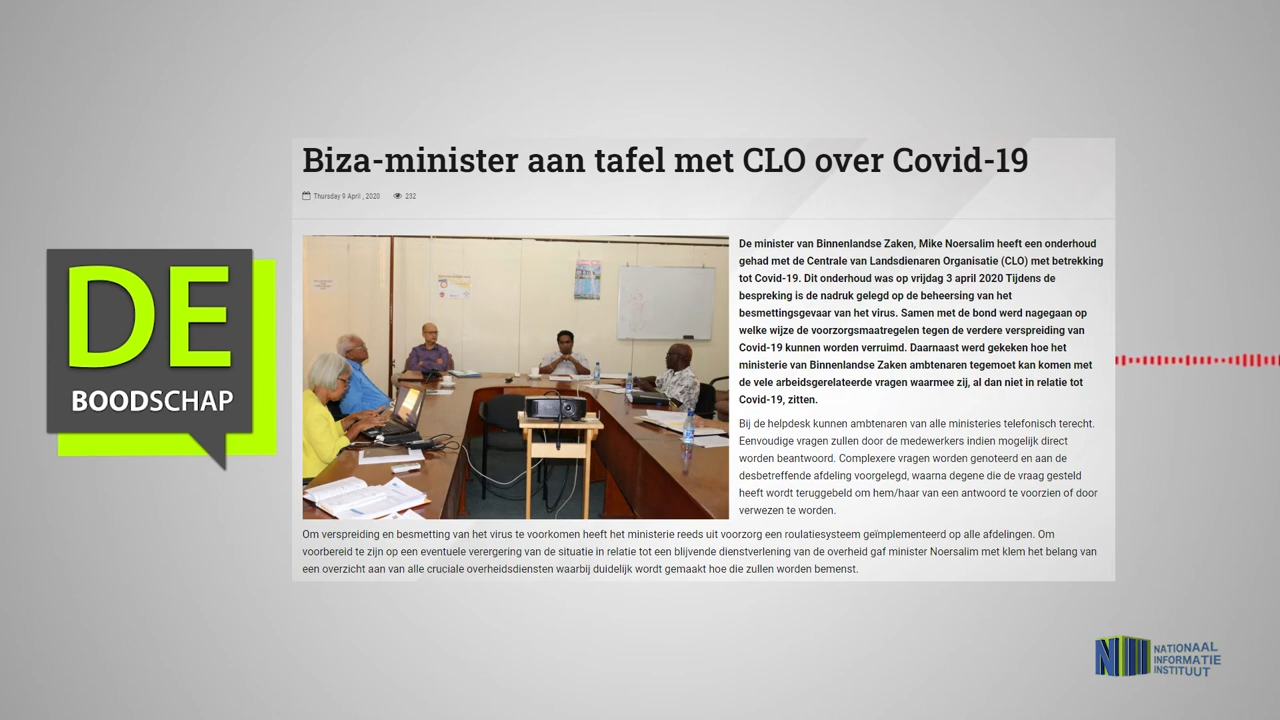 Biza-minister aan tafel met CLO over Covid-19
Thursday 9 April , 2020 232
De minister van Binnenlandse Zaken, Mike Noersalim heeft een onderhoud
gehad met de Centrale van Landsdienaren Organisatie (CLO) met betrekking
tot Covid-19. Dit onderhoud was op vrijdag 3 april 2020 Tijdens de
bespreking is de nadruk gelegd op de beheersing van het
besmettingsgevaar van het virus. Samen met de bond werd nagegaan op
welke wijze de voorzorgsmaatregelen tegen de verdere verspreiding van
Covid-19 kunnen worden verruimd. Daarnaast werd gekeken hoe het
ministerie van Binnenlandse Zaken ambtenaren tegemoet kan komen met
de vele arbeidsgerelateerde vragen waarmee zij, al dan niet in relatie tot
Covid-19, zitten.
Bij de helpdesk kunnen ambtenaren van alle ministeries telefonisch terecht.
Eenvoudige vragen zullen door de medewerkers indien mogelijk direct
worden beantwoord. Complexere vragen worden genoteerd en aan de
desbetreffende afdeling voorgelegd, waarna degene die de vraag gesteld
heeft wordt teruggebeld om hem/haar van een antwoord te voorzien of door
verwezen te worden.
Om verspreiding en besmetting van het virus te voorkomen heeft het ministerie reeds uit voorzorg een roulatiesysteem geïmplementeerd op alle afdelingen. Om
voorbereid te zijn op een eventuele verergering van de situatie in relatie tot een blijvende dienstverlening van de overheid gaf minister Noersalim met klem het belang van
een overzicht aan van alle cruciale overheidsdiensten waarbij duidelijk wordt gemaakt hoe die zullen worden bemenst.
DE
BOODSCHAP
NII
NATIONAAL
INFORMATIE
INSTITUUT